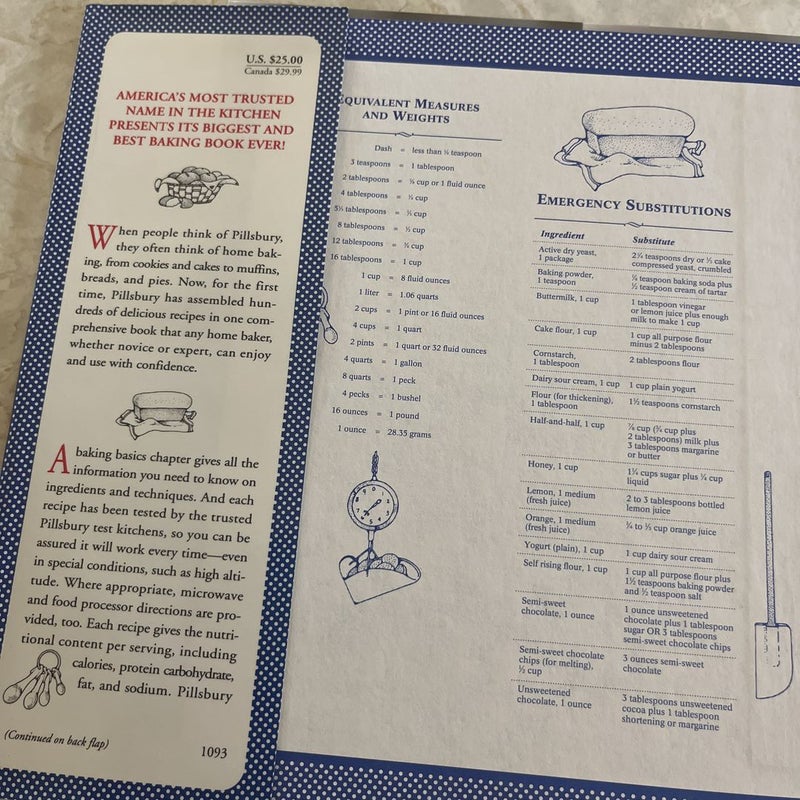 U.S. $25.00
Canada $29.99
AMERICA'S MOST TRUSTED
NAME IN THE KITCHEN
PRESENTS ITS BIGGEST AND
BEST BAKING BOOK EVER!
When people think of Pillsbury,
they often think of home bak-
ing, from cookies and cakes to muffins,
breads, and pies. Now, for the first
time, Pillsbury has assembled hun-
dreds of delicious recipes in one com-
prehensive book that any home baker,
whether novice or expert, can enjoy
and use with confidence.
A baking basics chapter gives all the
information you need to know on
ingredients and techniques. And each
recipe has been tested by the trusted
Pillsbury test kitchens, so you can be
assured it will work every time—even
in special conditions, such as high alti-
tude. Where appropriate, microwave
and food processor directions are pro-
vided, too. Each recipe gives the nutri-
tional content per serving, including
calories, protein carbohydrate,
fat, and sodium. Pillsbury
(Continued on back flap)
1093
EQUIVALENT MEASURES
AND WEIGHTS
Dash = less than ⅛ teaspoon
3 teaspoons = 1 tablespoon
2 tablespoons = ⅛ cup or 1 fluid ounce
4 tablespoons = ¼ cup
5⅓ tablespoons = ⅓ cup
8 tablespoons = ½ cup
12 tablespoons = ¾ cup
16 tablespoons = 1 cup
1 cup = 8 fluid ounces
1 liter = 1.06 quarts
2 cups = 1 pint or 16 fluid ounces
4 cups = 1 quart
2 pints = 1 quart or 32 fluid ounces
4 quarts = 1 gallon
8 quarts = 1 peck
4 pecks = 1 bushel
16 ounces = 1 pound
1 ounce = 28.35 grams
EMERGENCY SUBSTITUTIONS
Ingredient Substitute
Active dry yeast, 2¼ teaspoons dry or ⅓ cake
1 package compressed yeast, crumbled
Baking powder, ¼ teaspoon baking soda plus
1 teaspoon ½ teaspoon cream of tartar
Buttermilk, 1 cup 1 tablespoon vinegar
or lemon juice plus enough
milk to make 1 cup
Cake flour, 1 cup 1 cup all purpose flour
minus 2 tablespoons
Cornstarch, 2 tablespoons flour
1 tablespoon
Dairy sour cream, 1 cup 1 cup plain yogurt
Flour (for thickening), 1½ teaspoons cornstarch
1 tablespoon
Half-and-half, 1 cup ⅞ cup (¾ cup plus
2 tablespoons) milk plus
3 tablespoons margarine
or butter
Honey, 1 cup 1¼ cups sugar plus ¼ cup
liquid
Lemon, 1 medium 2 to 3 tablespoons bottled
(fresh juice) lemon juice
Orange, 1 medium ¼ to ⅓ cup orange juice
(fresh juice)
Yogurt (plain), 1 cup 1 cup dairy sour cream
Self rising flour, 1 cup 1 cup all purpose flour plus
1½ teaspoons baking powder
and ½ teaspoon salt
Semi-sweet 1 ounce unsweetened
chocolate, 1 ounce chocolate plus 1 tablespoon
sugar OR 3 tablespoons
semi-sweet chocolate chips
Semi-sweet chocolate 3 ounces semi-sweet
chips (for melting), chocolate
½ cup
Unsweetened 3 tablespoons unsweetened
chocolate, 1 ounce cocoa plus 1 tablespoon
shortening or margarine